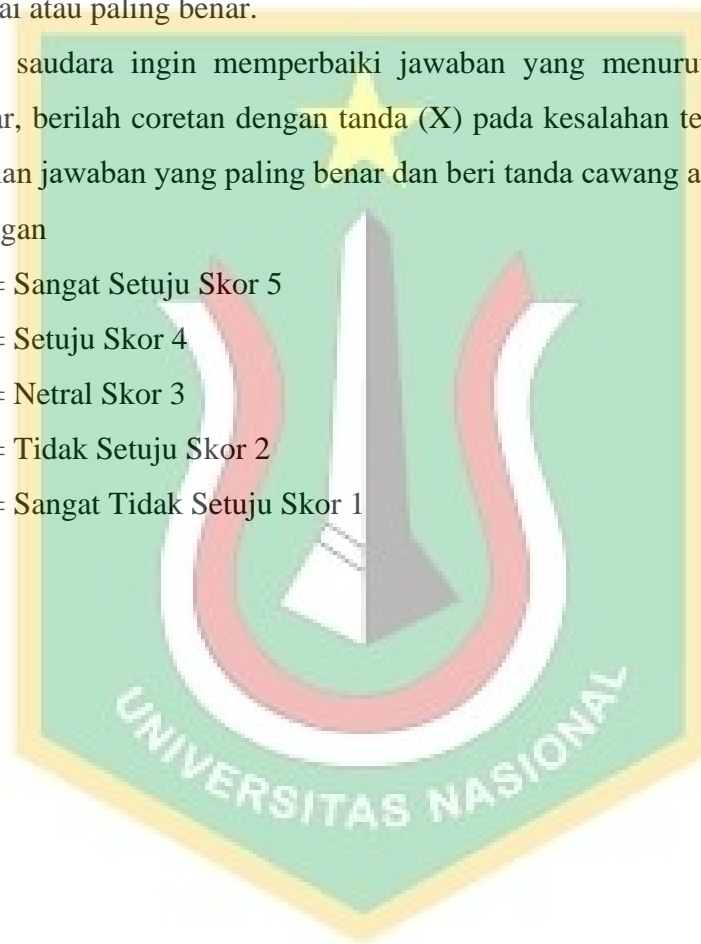 ai atau paling benar.
saudara ingin memperbaiki jawaban yang menuru
ar, berilah coretan dengan tanda (X) pada kesalahan te
an jawaban yang paling benar dan beri tanda cawang a
gan
= Sangat Setuju Skor 5
= Setuju Skor 4
= Netral Skor 3
= Tidak Setuju Skor 2
= Sangat Tidak Setuju Skor 1
UNIVERSITAS NASIONAL